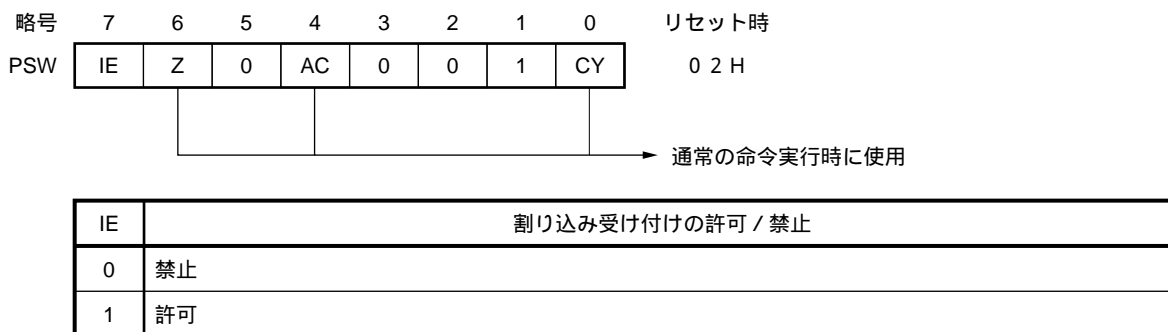 略号 7 6 5 4 3 2 1 0 リセット時
PSW IE Z 0 AC 0 0 1 CY 02H
通常の命令実行時に使用
IE 割り込み受け付けの許可/禁止
0 禁止
1 許可